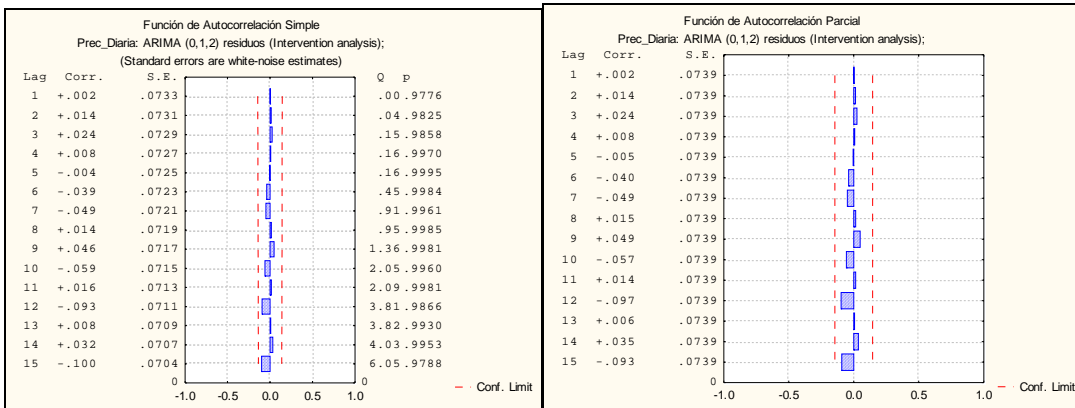 Función de Autocorrelación Simple
Prec_Diaria: ARIMA (0,1,2) residuos (Intervention analysis);
(Standard errors are white-noise estimates)
Lag Corr. S.E. Q p
1 +.002 .0733 .00 .9776
2 +.014 .0731 .04 .9825
3 +.024 .0729 .15 .9858
4 +.008 .0727 .16 .9970
5 -.004 .0725 .16 .9995
6 -.039 .0723 .45 .9984
7 -.049 .0721 .91 .9961
8 +.014 .0719 .95 .9985
9 +.046 .0717 1.36 .9981
10 -.059 .0715 2.05 .9960
11 +.016 .0713 2.09 .9981
12 -.093 .0711 3.81 .9866
13 +.008 .0709 3.82 .9930
14 +.032 .0707 4.03 .9953
15 -.100 .0704 6.05 .9788
0 0
-1.0 -0.5 0.0 0.5 1.0
Conf. Limit
Función de Autocorrelación Parcial
Prec_Diaria: ARIMA (0,1,2) residuos (Intervention analysis);
Lag Corr. S.E.
1 +.002 .0739
2 +.014 .0739
3 +.024 .0739
4 +.008 .0739
5 -.005 .0739
6 -.040 .0739
7 -.049 .0739
8 +.015 .0739
9 +.049 .0739
10 -.057 .0739
11 +.014 .0739
12 -.097 .0739
13 +.006 .0739
14 +.035 .0739
15 -.093 .0739
0
-1.0 -0.5 0.0 0.5 1.0
Conf. Limit